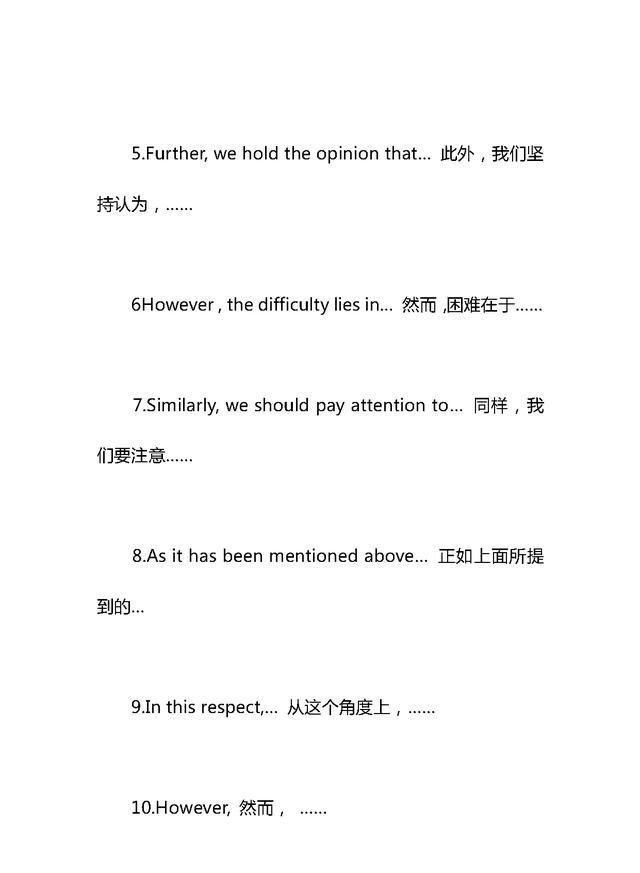 5.Further, we hold the opinion that... 此外，我们坚
持认为，……
6However , the difficulty lies in... 然而 ,困难在于……
7.Similarly, we should pay attention to... 同样，我
们要注意……
8.As it has been mentioned above... 正如上面所提
到的...
9.In this respect,... 从这个角度上，……
10.However, 然而， ……